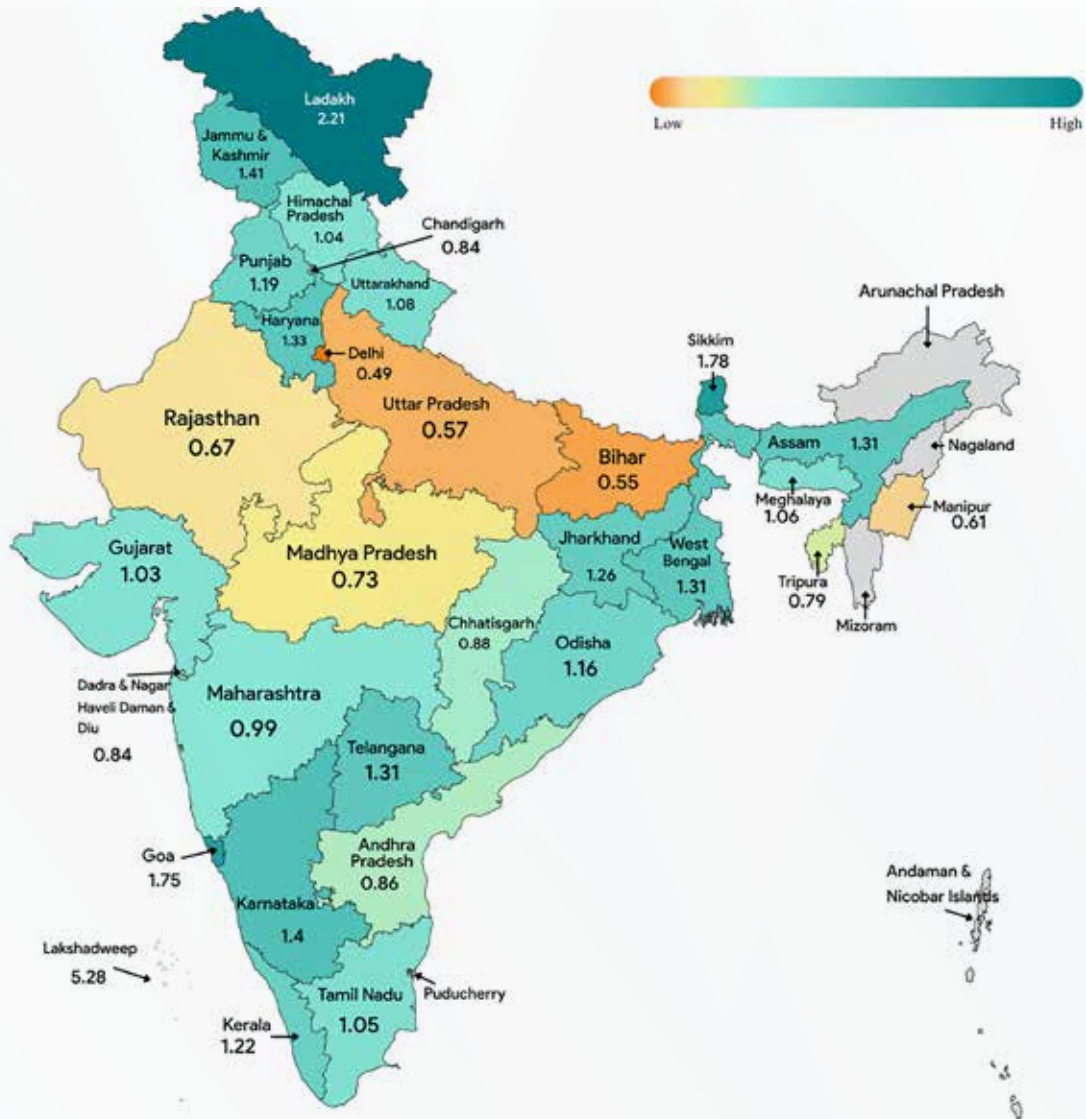 Ladakh
2.21
Low
High
Jammu &
Kashmir
1.41
Himachal
Pradesh
1.04
Chandigarh
0.84
Punjab
1.19
Uttarakhand
1.08
Haryana
1.33
Delhi
0.49
Arunachal Pradesh
Sikkim
1.78
Rajasthan
0.67
Uttar Pradesh
0.57
Bihar
0.55
Assam 1.31
Nagaland
Meghalaya
1.06
Manipur
0.61
Gujarat
1.03
Madhya Pradesh
0.73
Jharkhand
1.26
West
Bengal
1.31
Tripura
0.79
Mizoram
Chhatisgarh
0.88
Odisha
1.16
Dadra & Nagar
Haveli Daman &
Diu
0.84
Maharashtra
0.99
Telangana
1.31
Goa
1.75
Andhra
Pradesh
0.86
Andaman &
Nicobar Islands
Karnataka
1.4
Lakshadweep
5.28
Tamil Nadu
1.05
Puducherry
Kerala
1.22